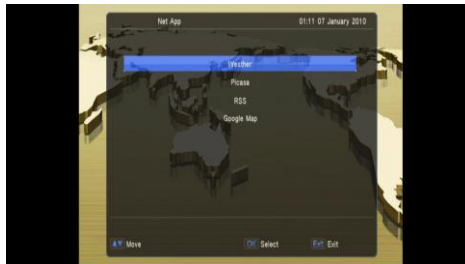 Net App 01:11 07 January 2010
Weather
Picasa
RSS
Google Map
Move OK Select Exit Exit